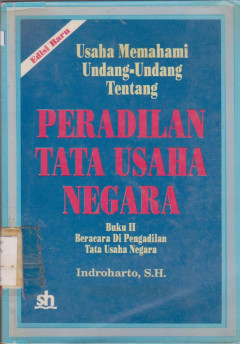 Edisi Baru
Usaha Memahami
Undang-Undang
Tentang
PERADILAN
TATA USAHA
NEGARA
Buku II
Beracara Di Pengadilan
Tata Usaha Negara
Indroharto, S.H.
sh